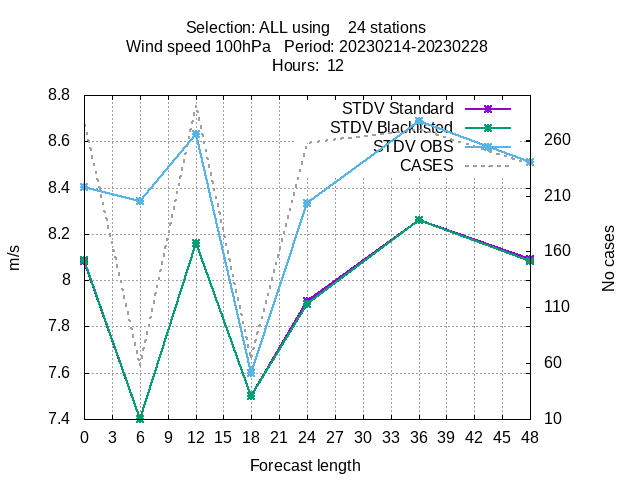 Selection: ALL using    24 stations
Wind speed 100hPa   Period: 20230214-20230228
Hours:  12
m/s
8.8
8.6
8.4
8.2
8
7.8
7.6
7.4
STDV Standard
STDV Blacklisted
STDV OBS
CASES
260
210
160
110
60
10
No cases
0 3 6 9 12 15 18 21 24 27 30 33 36 39 42 45 48
Forecast length